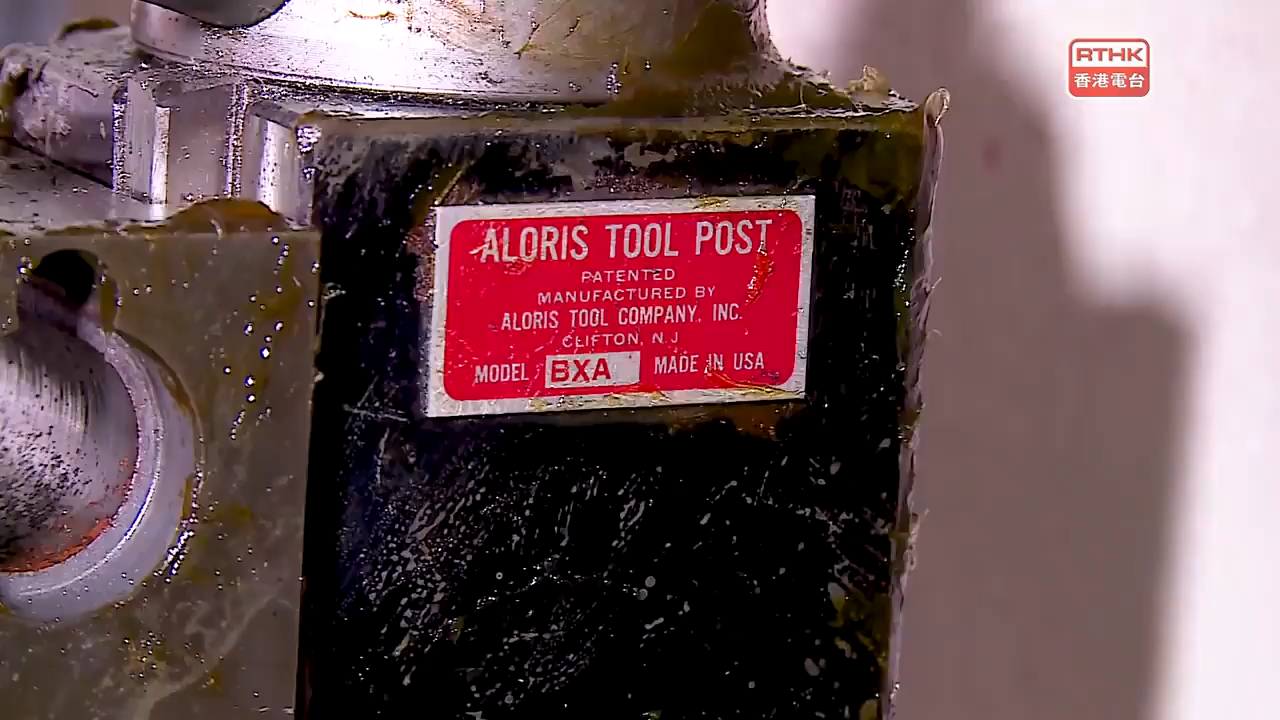 RTHK
香港電台
ALORIS TOOL POST
PATENTED
MANUFACTURED BY
ALORIS TOOL COMPANY, INC.
CLIFTON, N.J
MODEL BXA MADE IN USA